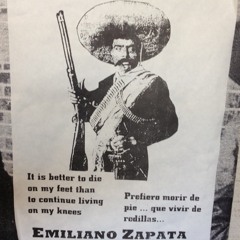 It is better to die
on my feet than
to continue living
on my knees
Prefiero morir de
pie ... que vivir de
rodillas...
EMILIANO ZAPATA